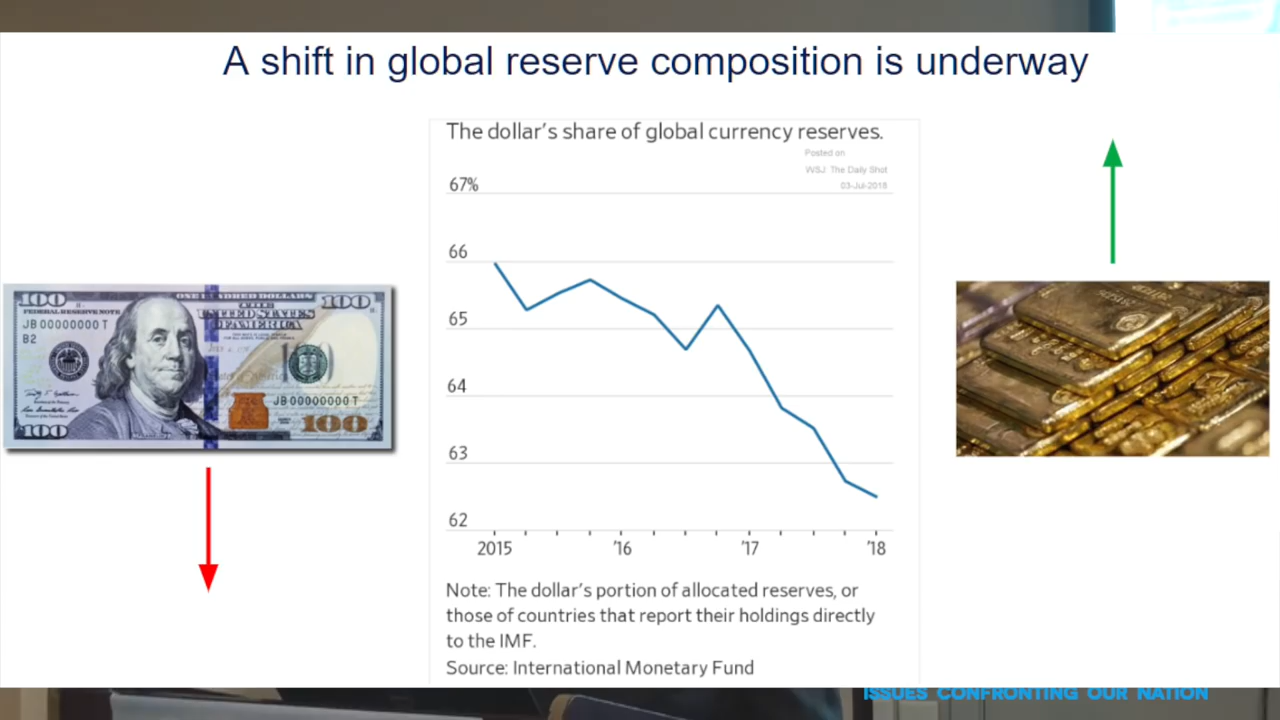 A shift in global reserve composition is underway
The dollar's share of global currency reserves.
Posted on
WSJ: The Daily Shot
03-Jul-2018
67%
66
65
64
63
62
2015 '16 '17 '18
Note: The dollar's portion of allocated reserves, or
those of countries that report their holdings directly
to the IMF.
Source: International Monetary Fund
100 ONE HUNDRED DOLLARS 100
FEDERAL RESERVE NOTE
THE
UNITED STATES
OF AMERICA
JB 00000000 T
B2
JB 00000000 T
100 100
ISSUES CONFRONTING OUR NATION